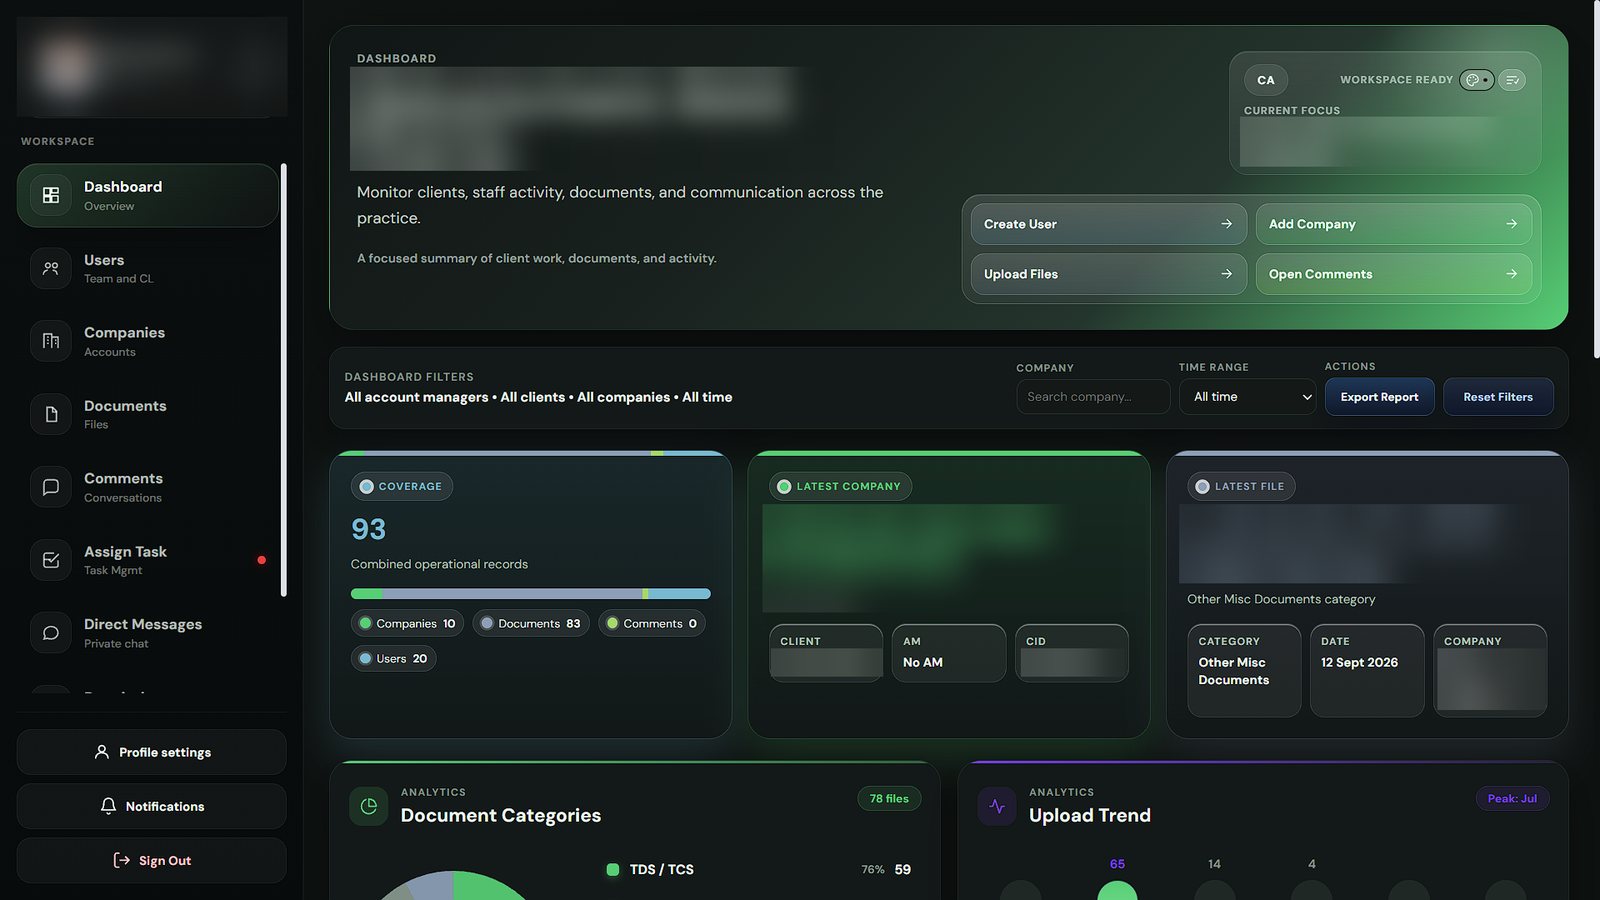 WORKSPACE
Dashboard
Overview
Users
Team and CL
Companies
Accounts
Documents
Files
Comments
Conversations
Assign Task
Task Mgmt
Direct Messages
Private chat
Profile settings
Notifications
Sign Out
DASHBOARD
Monitor clients, staff activity, documents, and communication across the
practice.
A focused summary of client work, documents, and activity.
CA
WORKSPACE READY
CURRENT FOCUS
Create User
Add Company
Upload Files
Open Comments
DASHBOARD FILTERS
All account managers • All clients • All companies • All time
COMPANY
Search company...
TIME RANGE
All time
ACTIONS
Export Report
Reset Filters
COVERAGE
93
Combined operational records
Companies 10
Documents 83
Comments 0
Users 20
LATEST COMPANY
CLIENT
AM
No AM
CID
LATEST FILE
Other Misc Documents category
CATEGORY
Other Misc
Documents
DATE
12 Sept 2026
COMPANY
ANALYTICS
Document Categories
78 files
TDS / TCS
76% 59
ANALYTICS
Upload Trend
Peak: Jul
65
14
4